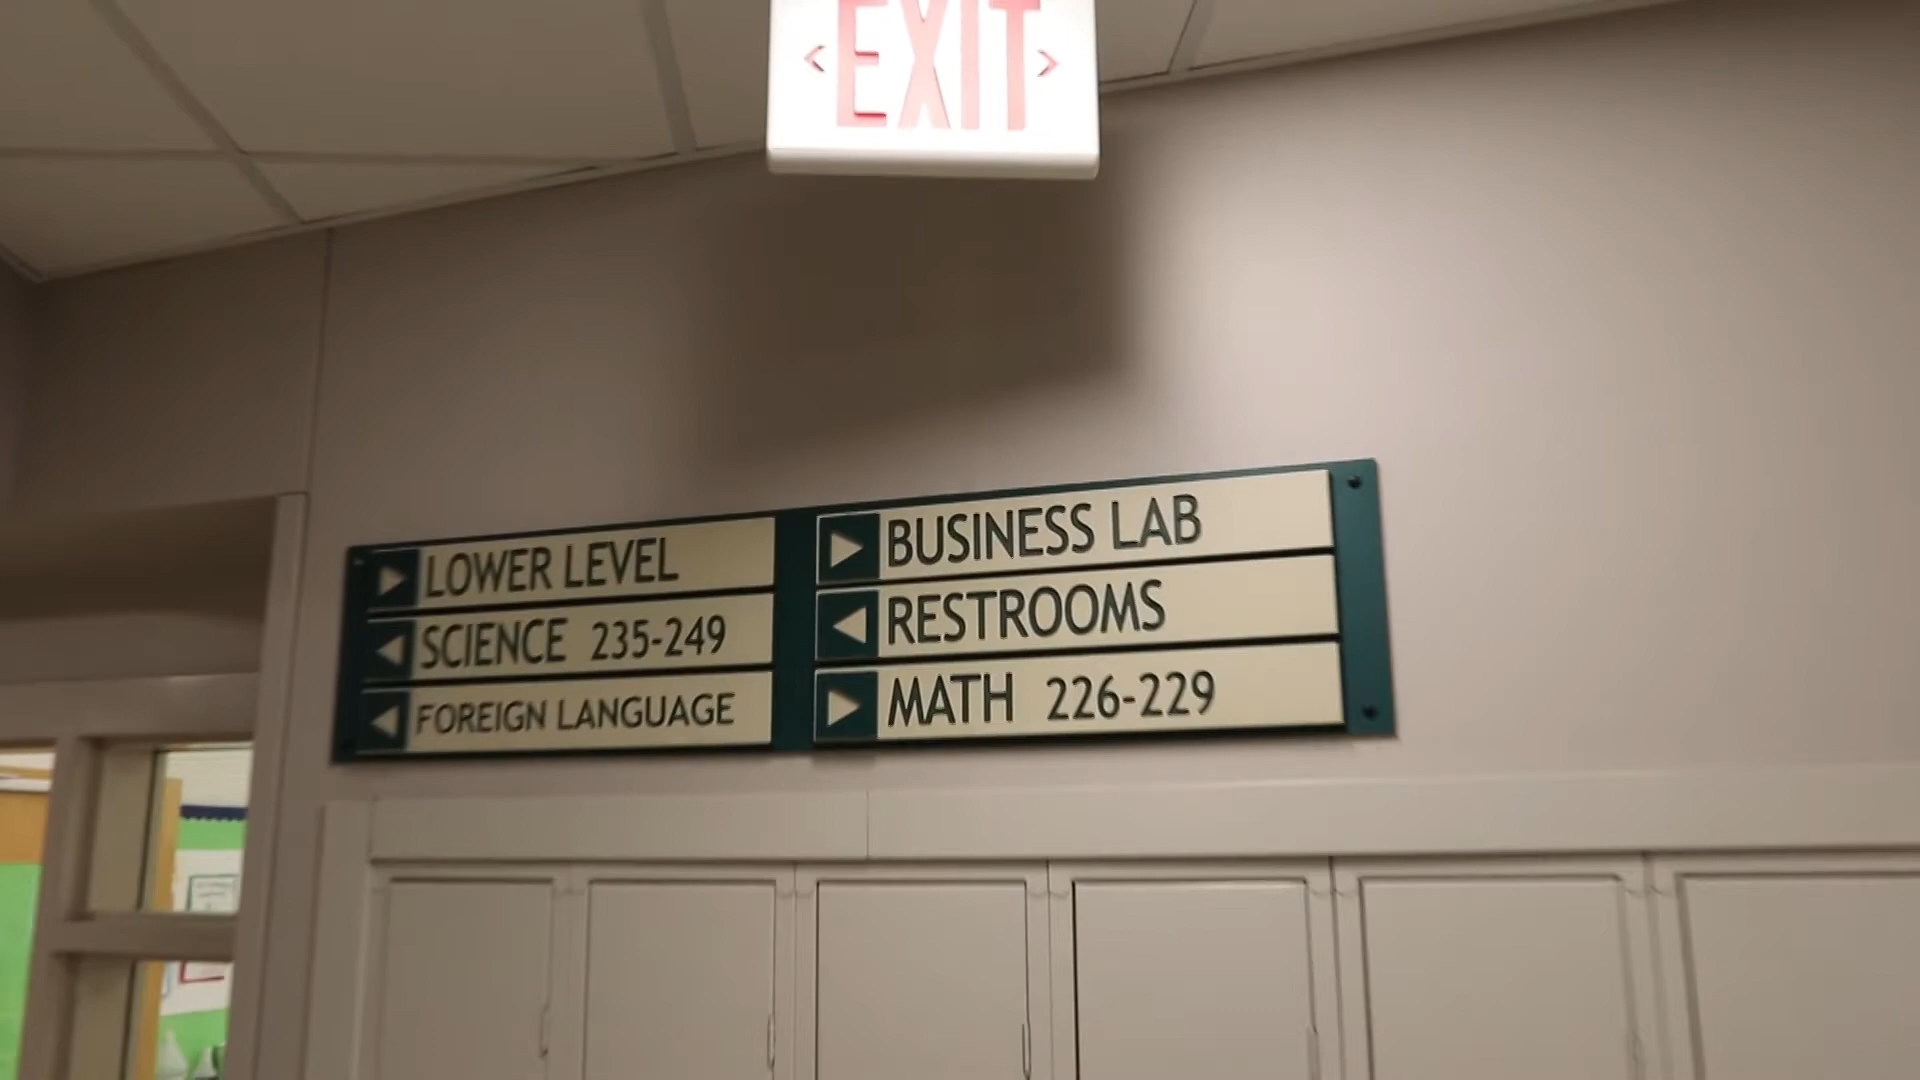 EXIT
LOWER LEVEL
SCIENCE 235-249
FOREIGN LANGUAGE
BUSINESS LAB
RESTROOMS
MATH 226-229